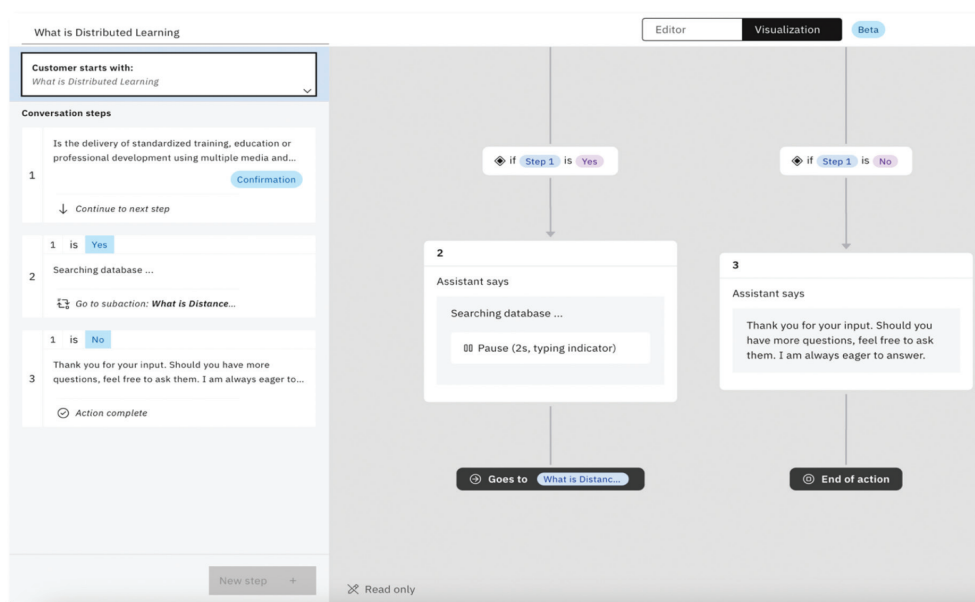 What is Distributed Learning
Editor
Visualization
Beta
Customer starts with:
What is Distributed Learning
Conversation steps
1
Is the delivery of standardized training, education or
professional development using multiple media and...
Confirmation
Continue to next step
2
1 is Yes
Searching database ...
Go to subaction: What is Distance...
3
1 is No
Thank you for your input. Should you have more
questions, feel free to ask them. I am always eager to...
Action complete
New step +
if Step 1 is Yes
2
Assistant says
Searching database ...
Pause (2s, typing indicator)
Goes to What is Distanc...
if Step 1 is No
3
Assistant says
Thank you for your input. Should you
have more questions, feel free to ask
them. I am always eager to answer.
End of action
Read only